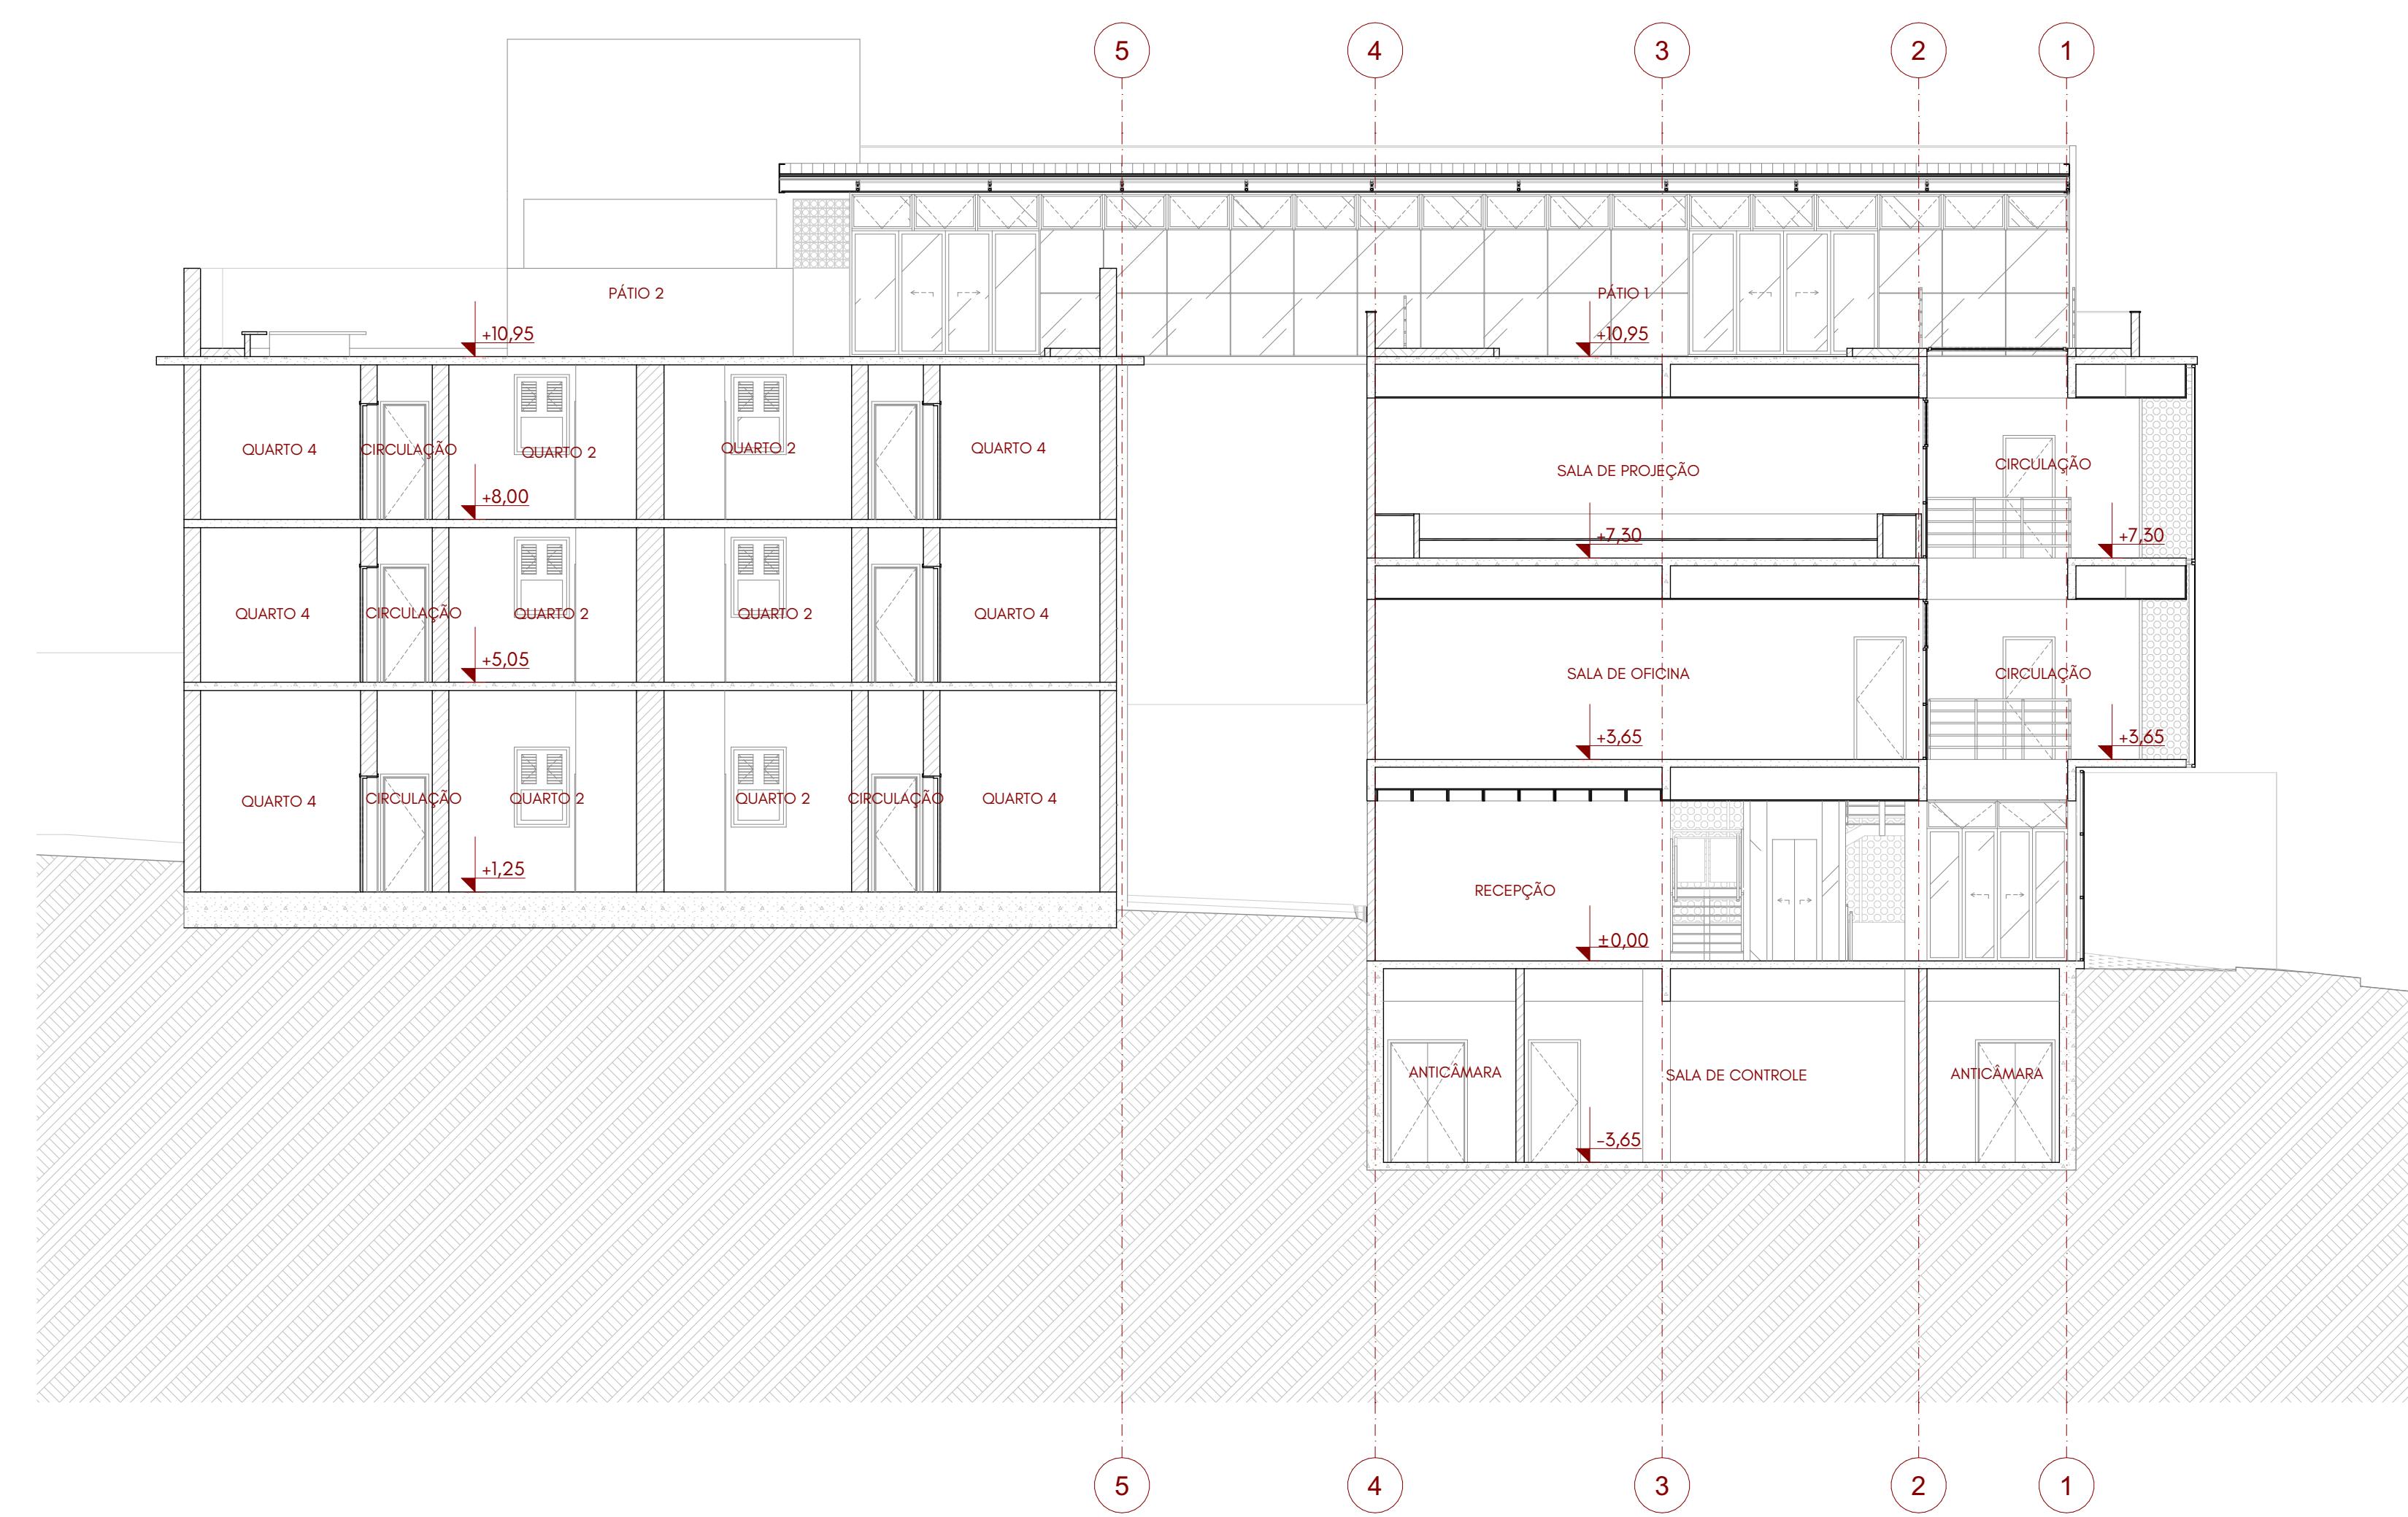 5 4 3 2 1
PÁTIO 2 PÁTIO 1
+10,95 +10,95
QUARTO 4 CIRCULAÇÃO QUARTO 2 QUARTO 2 QUARTO 4
SALA DE PROJEÇÃO CIRCULAÇÃO
+8,00
+7,30 +7,30
QUARTO 4 CIRCULAÇÃO QUARTO 2 QUARTO 2 QUARTO 4
+5,05
SALA DE OFICINA CIRCULAÇÃO
+3,65 +3,65
QUARTO 4 CIRCULAÇÃO QUARTO 2 QUARTO 2 CIRCULAÇÃO QUARTO 4
+1,25
RECEPÇÃO
±0,00
ANTICÂMARA SALA DE CONTROLE ANTICÂMARA
-3,65
5 4 3 2 1